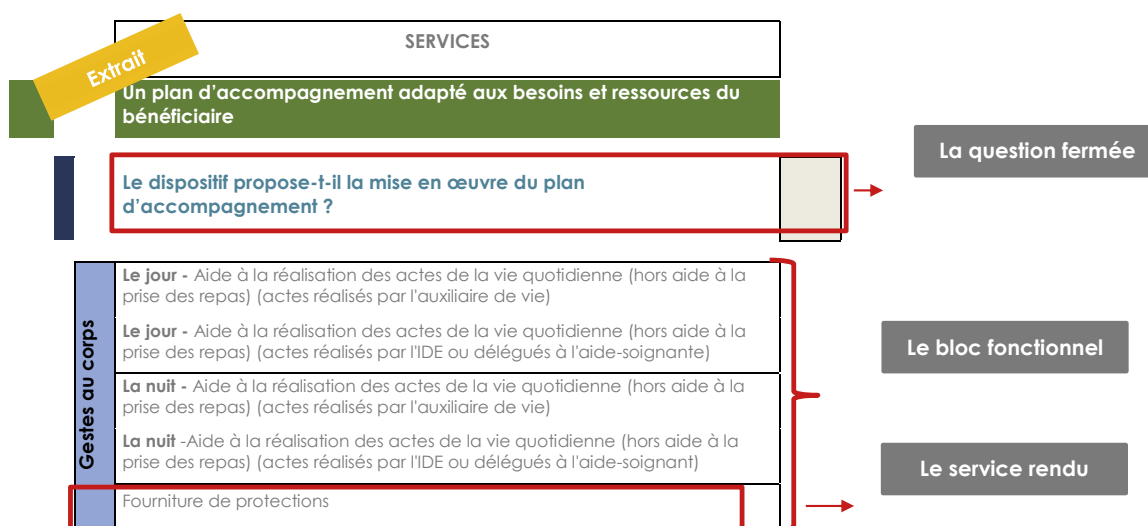 SERVICES
Extrait
Un plan d’accompagnement adapté aux besoins et ressources du
bénéficiaire
La question fermée
Le dispositif propose-t-il la mise en œuvre du plan
d’accompagnement ?
Gestes au corps
Le jour - Aide à la réalisation des actes de la vie quotidienne (hors aide à la
prise des repas) (actes réalisés par l'auxiliaire de vie)
Le jour - Aide à la réalisation des actes de la vie quotidienne (hors aide à la
prise des repas) (actes réalisés par l'IDE ou délégués à l'aide-soignante)
Le bloc fonctionnel
La nuit - Aide à la réalisation des actes de la vie quotidienne (hors aide à la
prise des repas) (actes réalisés par l'auxiliaire de vie)
La nuit -Aide à la réalisation des actes de la vie quotidienne (hors aide à la
prise des repas) (actes réalisés par l'IDE ou délégués à l'aide-soignant)
Le service rendu
Fourniture de protections